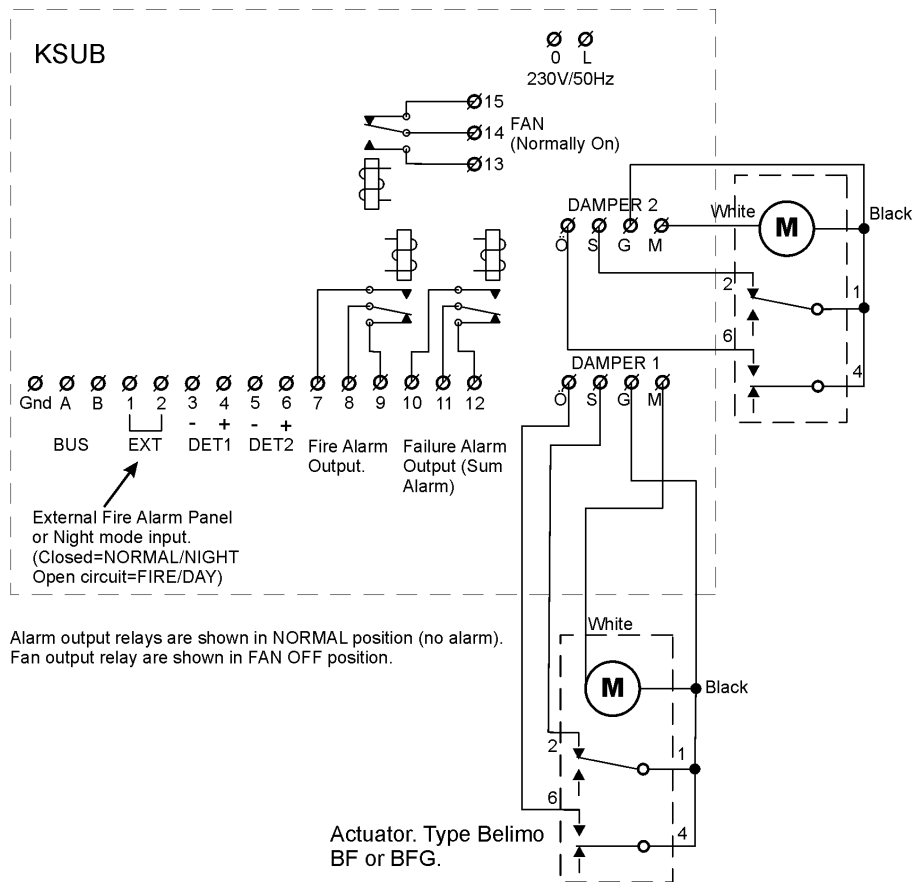 KSUB
0 L
230V/50Hz
15
14
13
FAN
(Normally On)
DAMPER 2
Ö S G M
White
M
Black
2
1
6
4
DAMPER 1
Ö S G M
Gnd A B 1 2 3 4 5 6 7 8 9 10 11 12
- + - +
BUS EXT DET1 DET2
Fire Alarm
Output.
Failure Alarm
Output (Sum
Alarm)
External Fire Alarm Panel
or Night mode input.
(Closed=NORMAL/NIGHT
Open circuit=FIRE/DAY)
Alarm output relays are shown in NORMAL position (no alarm).
Fan output relay are shown in FAN OFF position.
White
M
Black
2
1
6
4
Actuator. Type Belimo
BF or BFG.